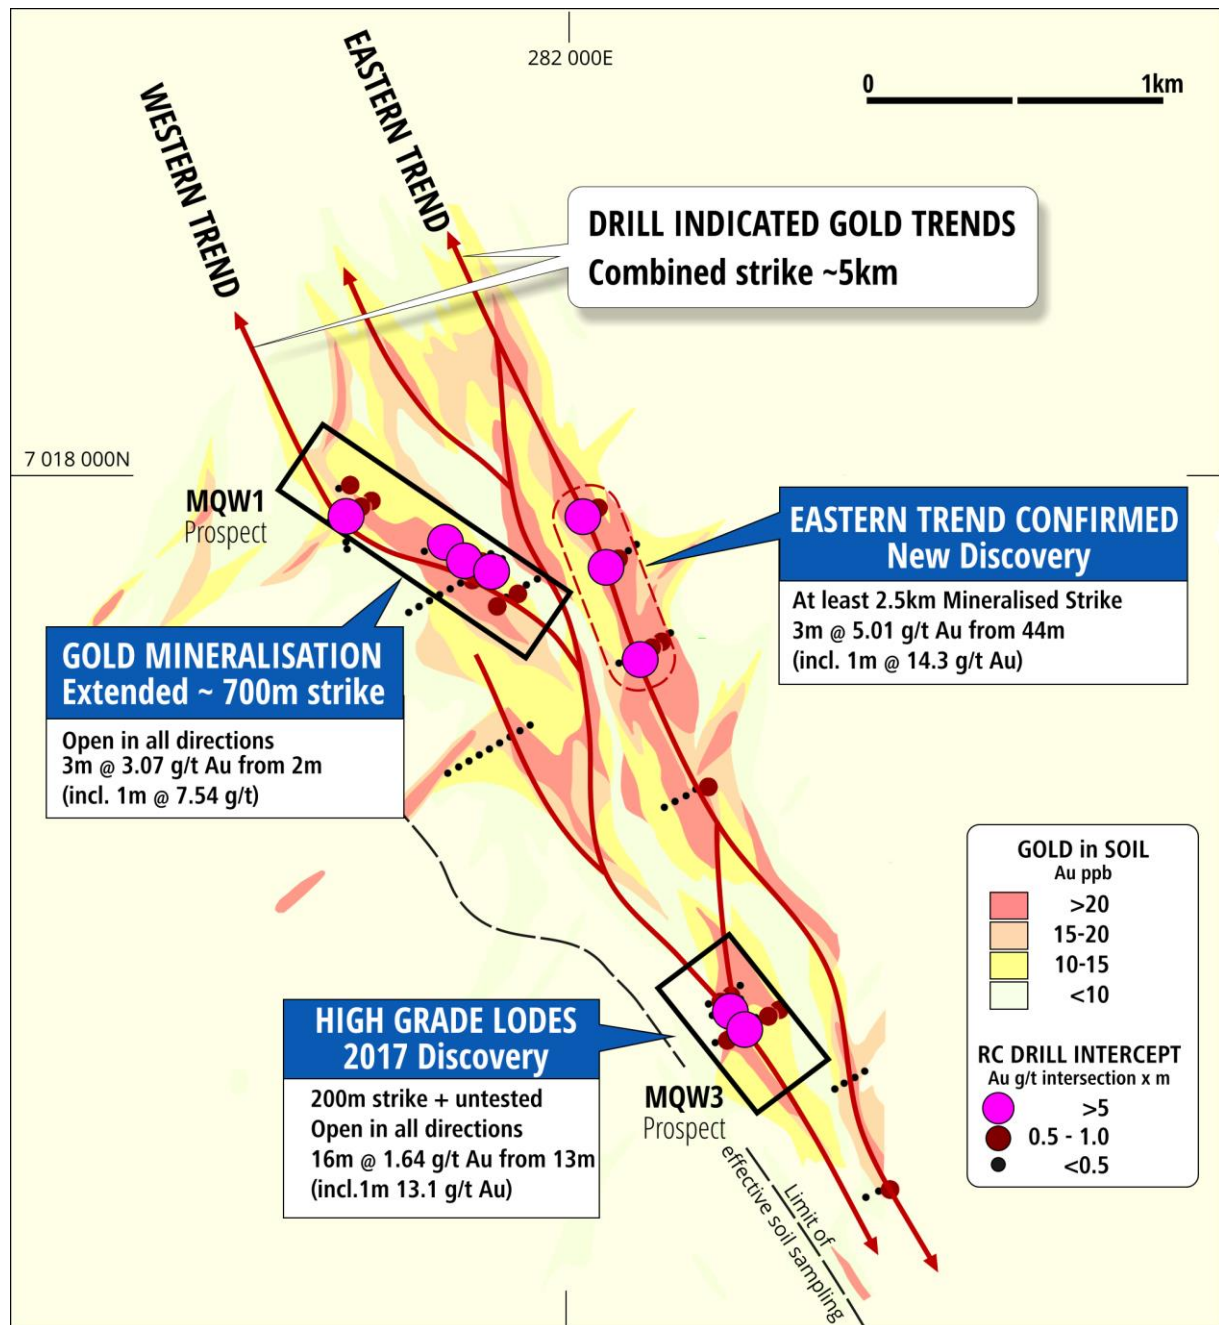 282 000E
0 1km
WESTERN TREND
EASTERN TREND
DRILL INDICATED GOLD TRENDS
Combined strike ~5km
7 018 000N
MQW1
Prospect
EASTERN TREND CONFIRMED
New Discovery
At least 2.5km Mineralised Strike
3m @ 5.01 g/t Au from 44m
(incl. 1m @ 14.3 g/t Au)
GOLD MINERALISATION
Extended ~ 700m strike
Open in all directions
3m @ 3.07 g/t Au from 2m
(incl. 1m @ 7.54 g/t)
HIGH GRADE LODES
2017 Discovery
200m strike + untested
Open in all directions
16m @ 1.64 g/t Au from 13m
(incl.1m 13.1 g/t Au)
MQW3
Prospect
Limit of
effective soil sampling
GOLD in SOIL
Au ppb
>20
15-20
10-15
<10
RC DRILL INTERCEPT
Au g/t intersection x m
>5
0.5 - 1.0
<0.5